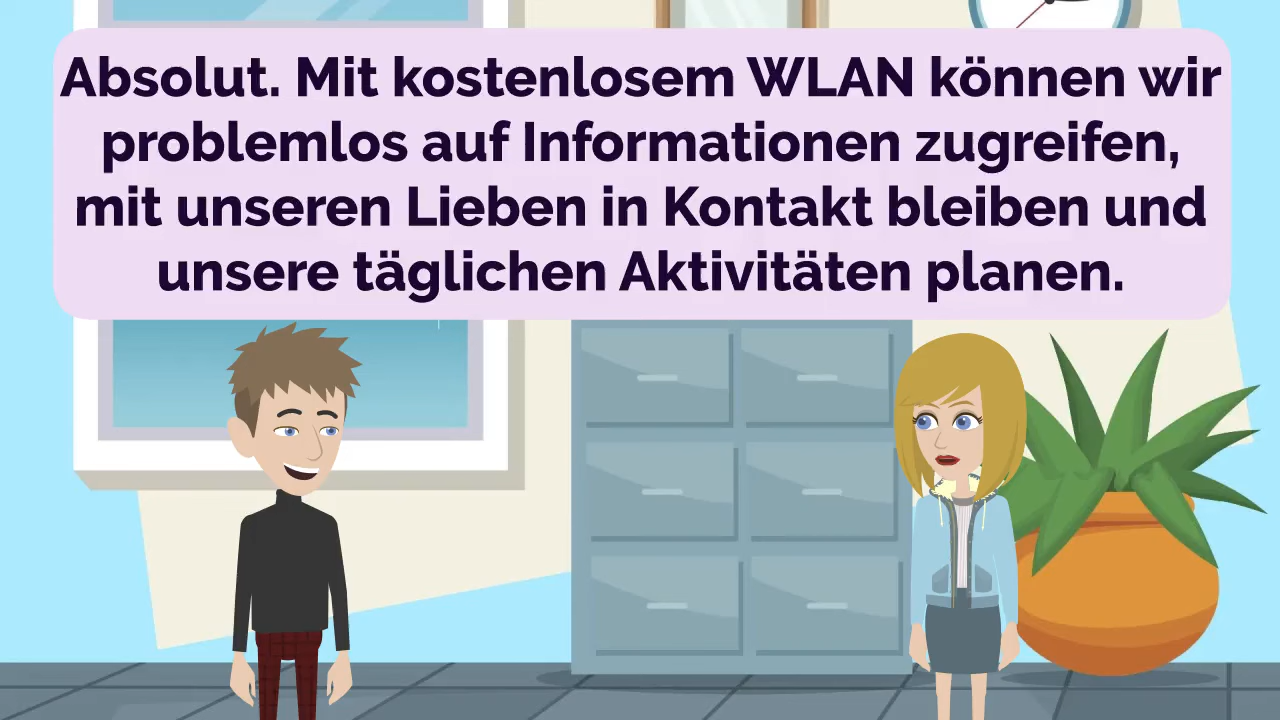 Absolut. Mit kostenlosem WLAN können wir
problemlos auf Informationen zugreifen,
mit unseren Lieben in Kontakt bleiben und
unsere täglichen Aktivitäten planen.